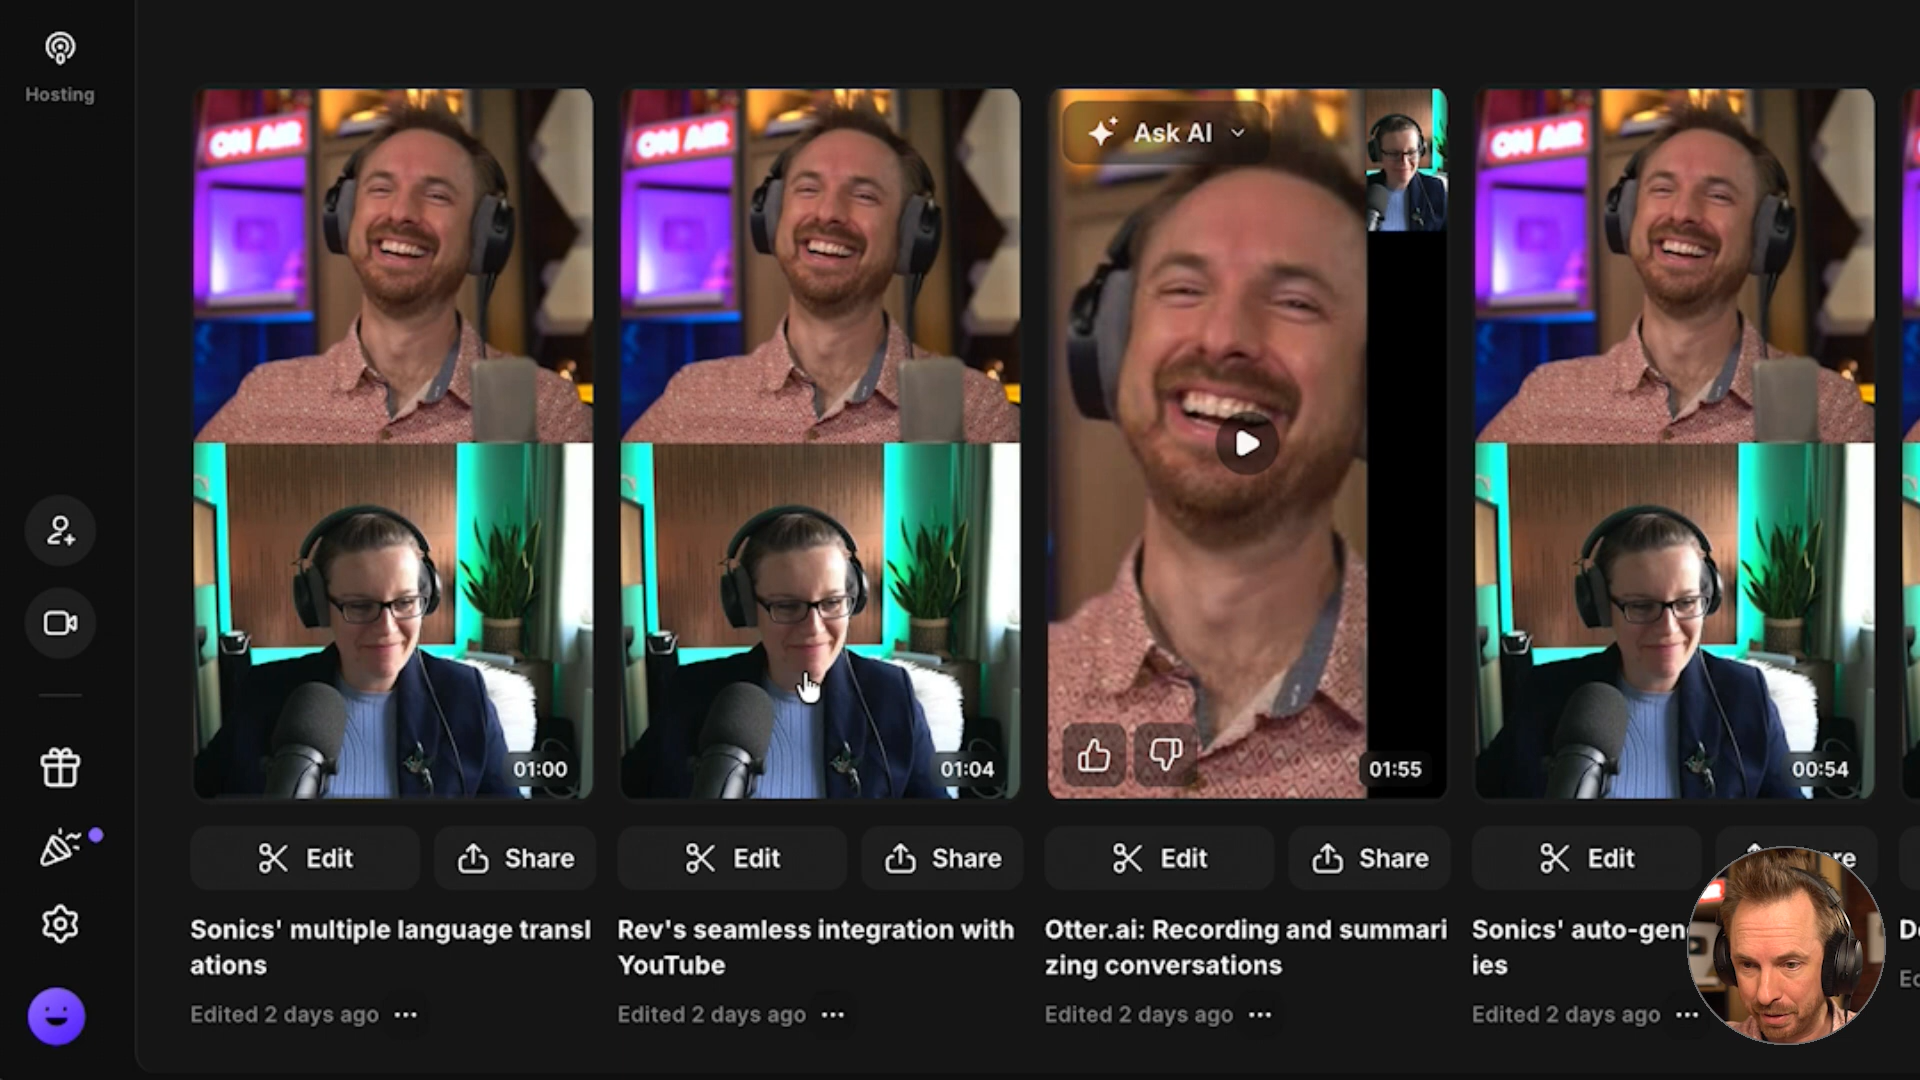 Hosting
ON AIR
ON AIR
Ask AI
ON AIR
01:00
01:04
01:55
00:54
Edit
Share
Edit
Share
Edit
Share
Edit
re
Sonics' multiple language transl
ations
Rev's seamless integration with
YouTube
Otter.ai: Recording and summari
zing conversations
Sonics' auto-gen
ies
Edited 2 days ago
Edited 2 days ago
Edited 2 days ago
Edited 2 days ago